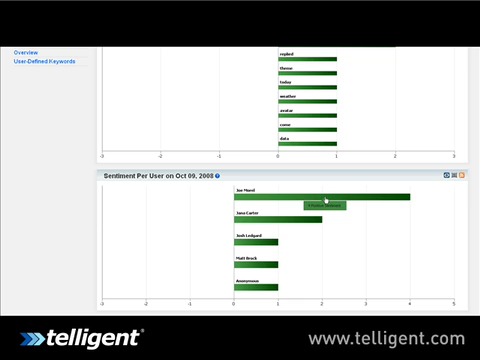 Overview
User-Defined Keywords
replied
theme
today
weather
avatar
some
data
-3 -2 -1 0 1 2 3
Sentiment Per User on Oct 09, 2008
Joe Morel
Jana Carter
Josh Ledgard
Matt Brock
Anonymous
-3 -2 -1 0 1 2 3 4 5
telligent
www.telligent.com